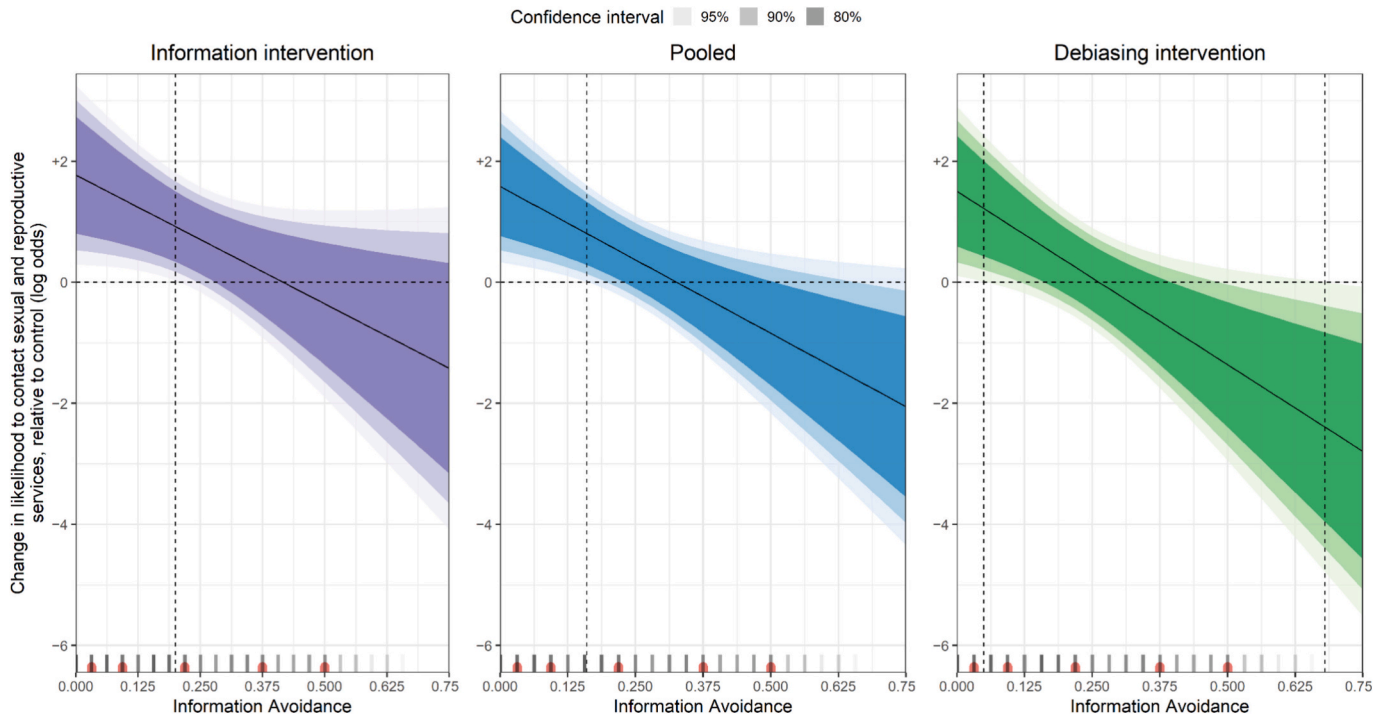 Confidence interval 95% 90% 80%
Information intervention
Pooled
Debiasing intervention
Change in likelihood to contact sexual and reproductive
services, relative to control (log odds)
+2
0
−2
−4
−6
0.000 0.125 0.250 0.375 0.500 0.625 0.75
Information Avoidance
+2
0
−2
−4
−6
0.000 0.125 0.250 0.375 0.500 0.625 0.75
Information Avoidance
+2
0
−2
−4
−6
0.000 0.125 0.250 0.375 0.500 0.625 0.75
Information Avoidance